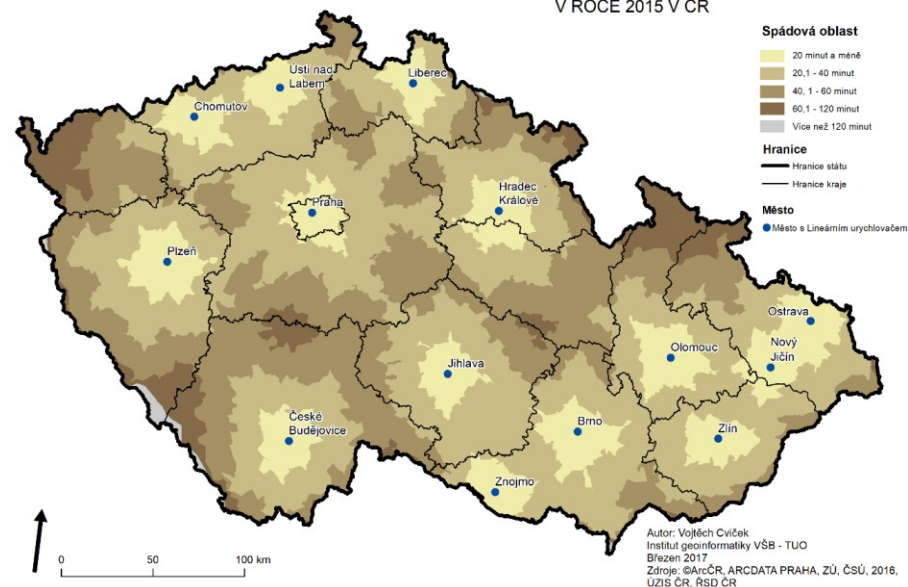 V ROCE 2015 V ČR
Spádová oblast
20 minut a méně
20,1 - 40 minut
40, 1 - 60 minut
60,1 - 120 minut
Více než 120 minut
Hranice
Hranice státu
Hranice kraje
Město
Město s Lineárním urychlovačem
Ústí nad
Labem
Liberec
Chomutov
Praha
Hradec
Králové
Plzeň
Ostrava
Olomouc
Nový
Jičín
Jihlava
České
Budějovice
Brno
Zlín
Znojmo
0 50 100 km
Autor: Vojtěch Cviček
Institut geoinformatiky VŠB - TUO
Březen 2017
Zdroje: ©ArcČR, ARCDATA PRAHA, ZÚ, ČSÚ, 2016,
ÚZIS ČR, ŘSD ČR